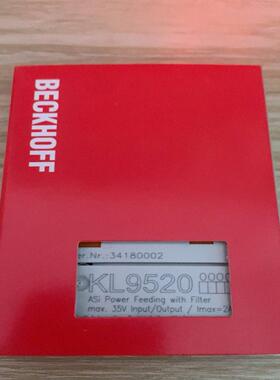 BECKHOFF
er.Nr.:34180002
KL9520
ASi Power Feeding with Filter
max. 35V Input/Output / Imax=2